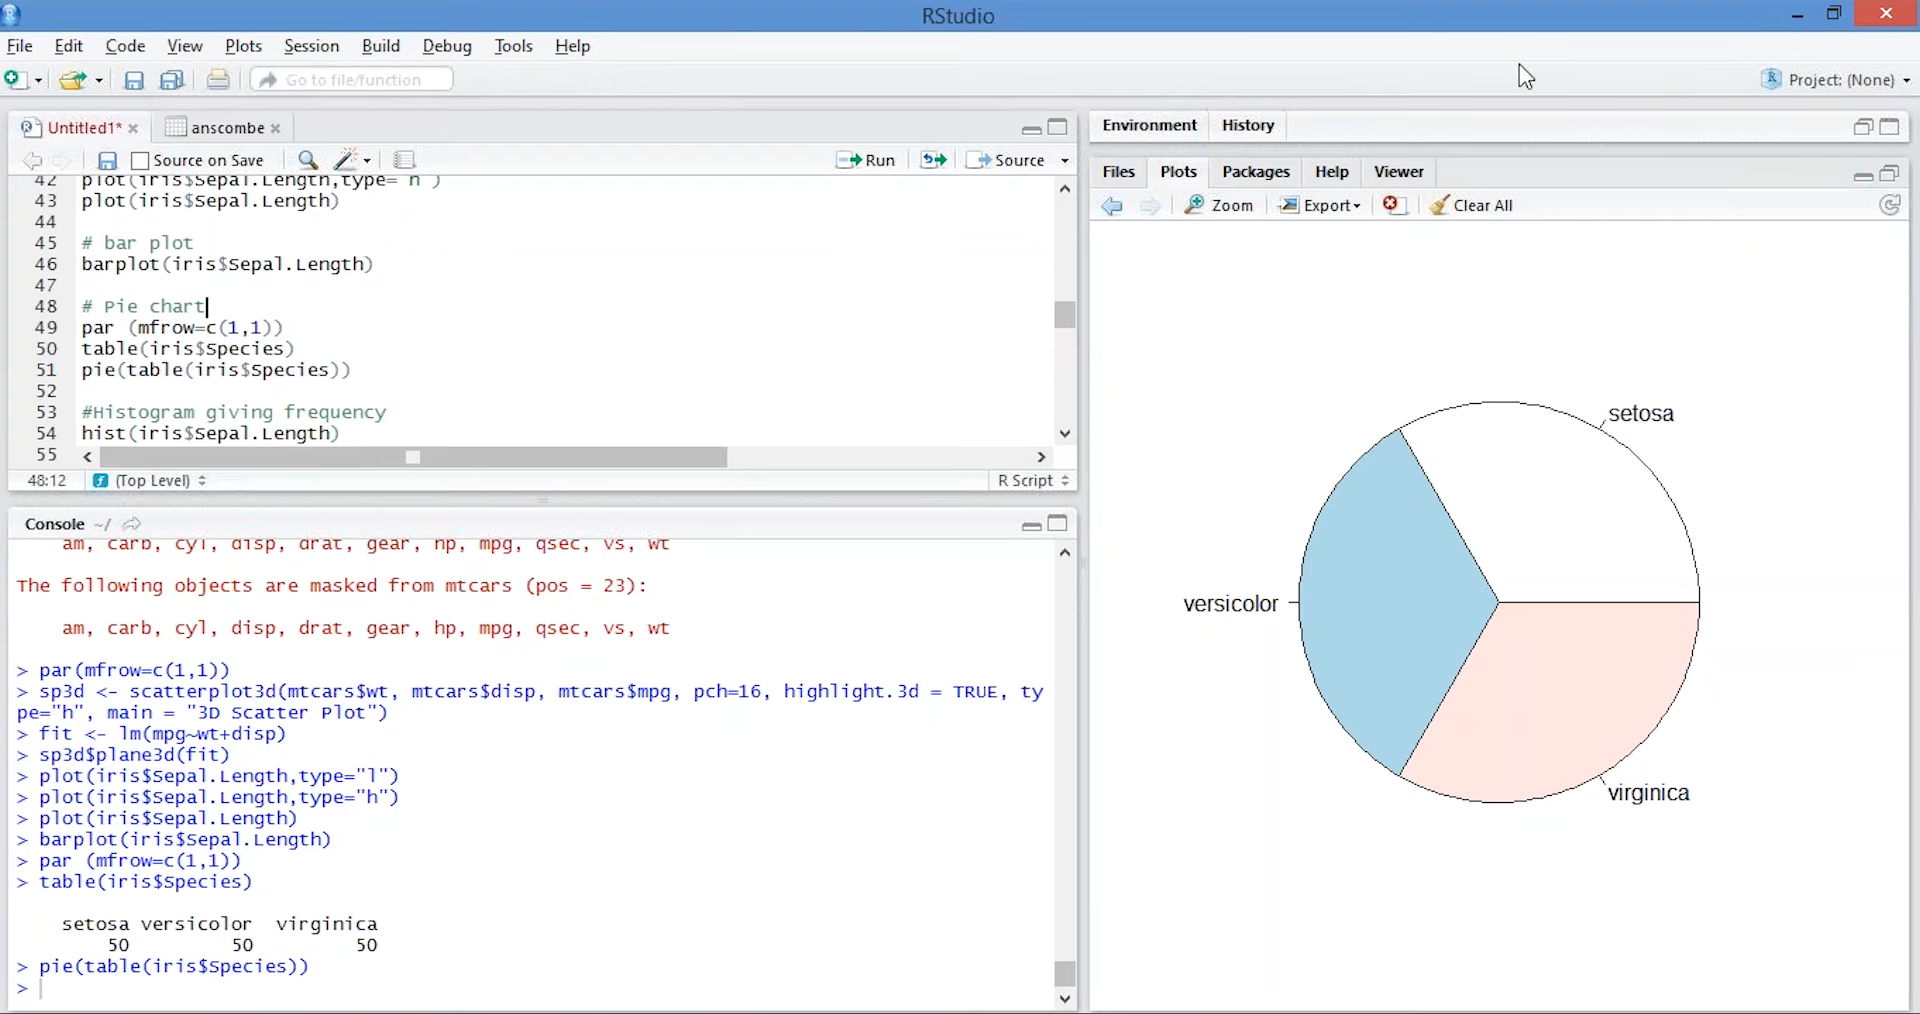 RStudio
File Edit Code View Plots Session Build Debug Tools Help
Go to file/function
Project: (None)
Untitled1* anscombe
Source on Save Run Source
42 plot(iris$Sepal.Length,type="h")
43 plot(iris$Sepal.Length)
44
45 # bar plot
46 barplot(iris$Sepal.Length)
47
48 # Pie chart
49 par (mfrow=c(1,1))
50 table(iris$Species)
51 pie(table(iris$Species))
52
53 #Histogram giving frequency
54 hist(iris$Sepal.Length)
55
48:12 (Top Level) R Script
Console ~/
am, carb, cyl, disp, drat, gear, hp, mpg, qsec, vs, wt
The following objects are masked from mtcars (pos = 23):
am, carb, cyl, disp, drat, gear, hp, mpg, qsec, vs, wt
> par(mfrow=c(1,1))
> sp3d <- scatterplot3d(mtcars$wt, mtcars$disp, mtcars$mpg, pch=16, highlight.3d = TRUE, ty
pe="h", main = "3D Scatter Plot")
> fit <- lm(mpg~wt+disp)
> sp3d$plane3d(fit)
> plot(iris$Sepal.Length,type="l")
> plot(iris$Sepal.Length,type="h")
> plot(iris$Sepal.Length)
> barplot(iris$Sepal.Length)
> par (mfrow=c(1,1))
> table(iris$Species)
setosa versicolor virginica
50 50 50
> pie(table(iris$Species))
>
Environment History
Files Plots Packages Help Viewer
Zoom Export Clear All
setosa
versicolor
virginica